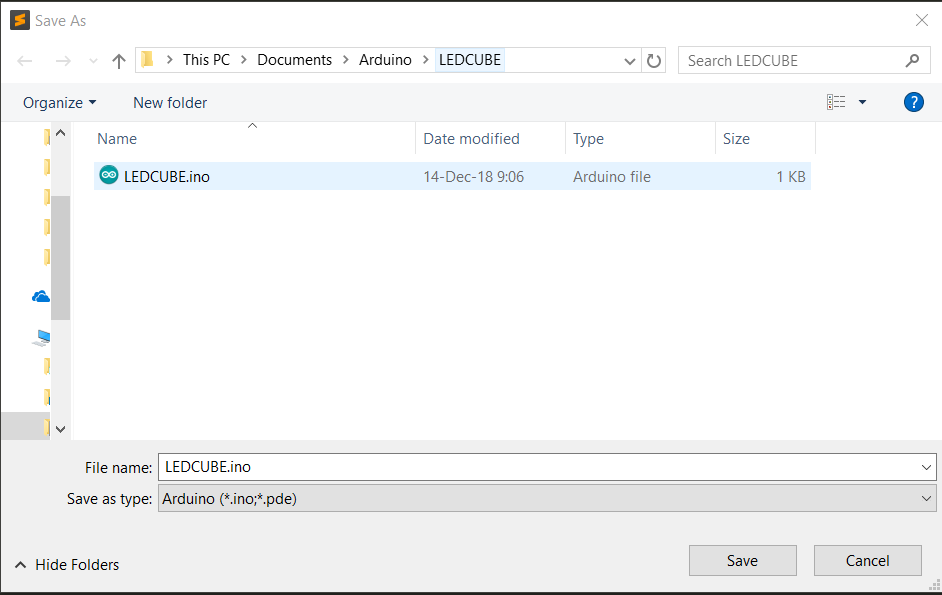 Save As
This PC > Documents > Arduino > LEDCUBE
Search LEDCUBE
Organize New folder ?
Name Date modified Type Size
LEDCUBE.ino 14-Dec-18 9:06 Arduino file 1 KB
File name: LEDCUBE.ino
Save as type: Arduino (*.ino;*.pde)
Hide Folders Save Cancel